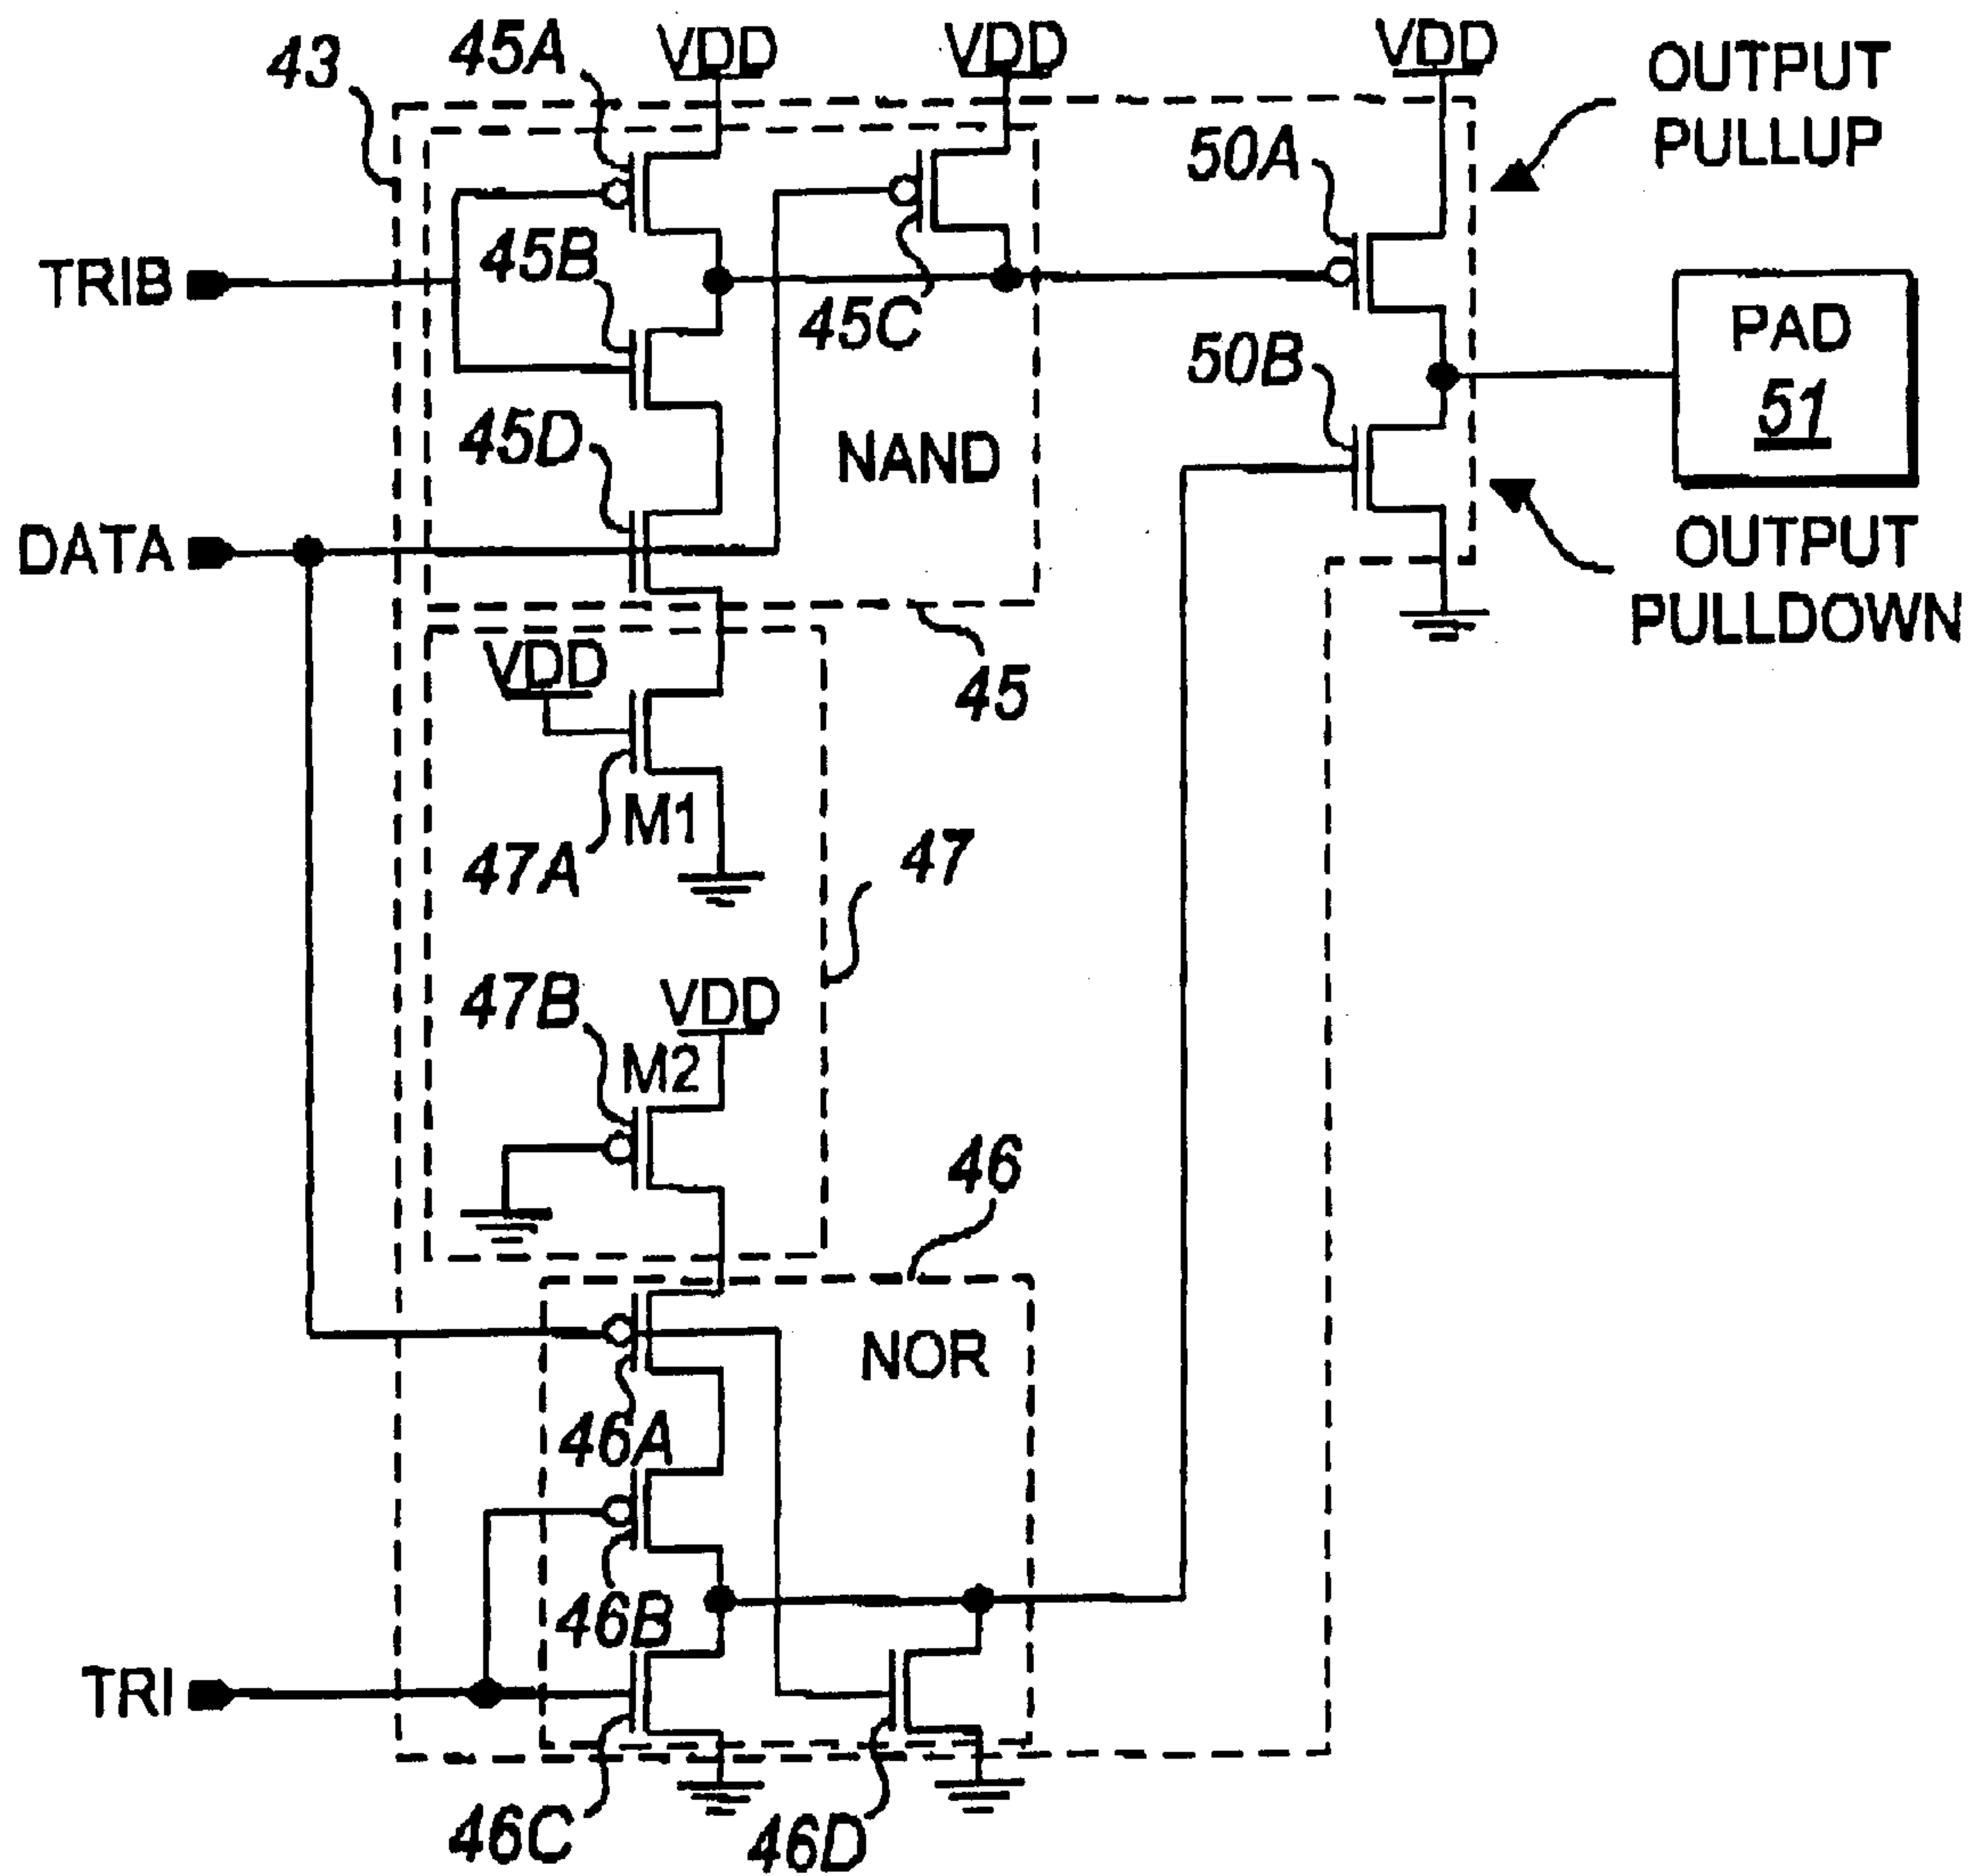 43
45A
VDD
VDD
VDD
OUTPUT
PULLUP
50A
TRIB
45B
45C
PAD
51
50B
45D
NAND
DATA
OUTPUT
PULLDOWN
VDD
45
M1
47A
47
47B
VDD
M2
46
NOR
46A
46B
TRI
46C
46D